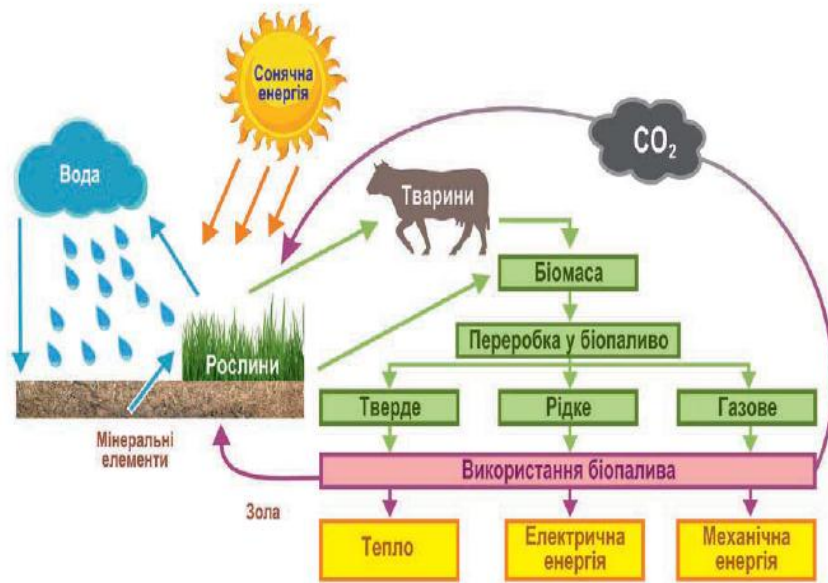 Сонячна
енергія
Вода
CO₂
Тварини
Біомаса
Рослини
Переробка у біопаливо
Тверде
Рідке
Газове
Мінеральні
елементи
Використання біопалива
Зола
Тепло
Електрична
енергія
Механічна
енергія